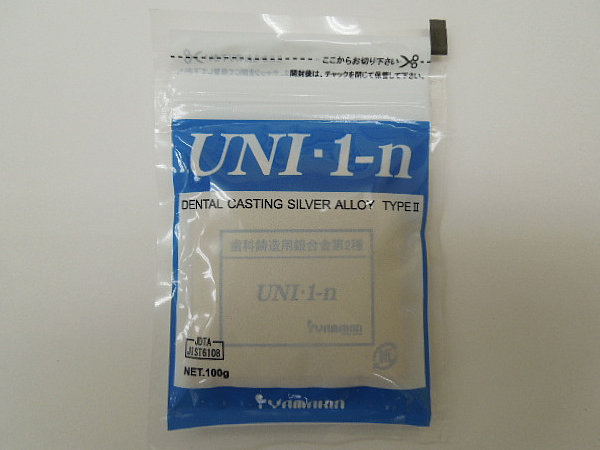 ここからお切り下さい
開封後は、チャックを閉じて保管して下さい。
UNI・1-n
DENTAL CASTING SILVER ALLOY TYPE II
歯科鋳造用銀合金第2種
UNI・1-n
YAMAKIN
JDTA
JIST6108
NET.100g
YAMAKIN